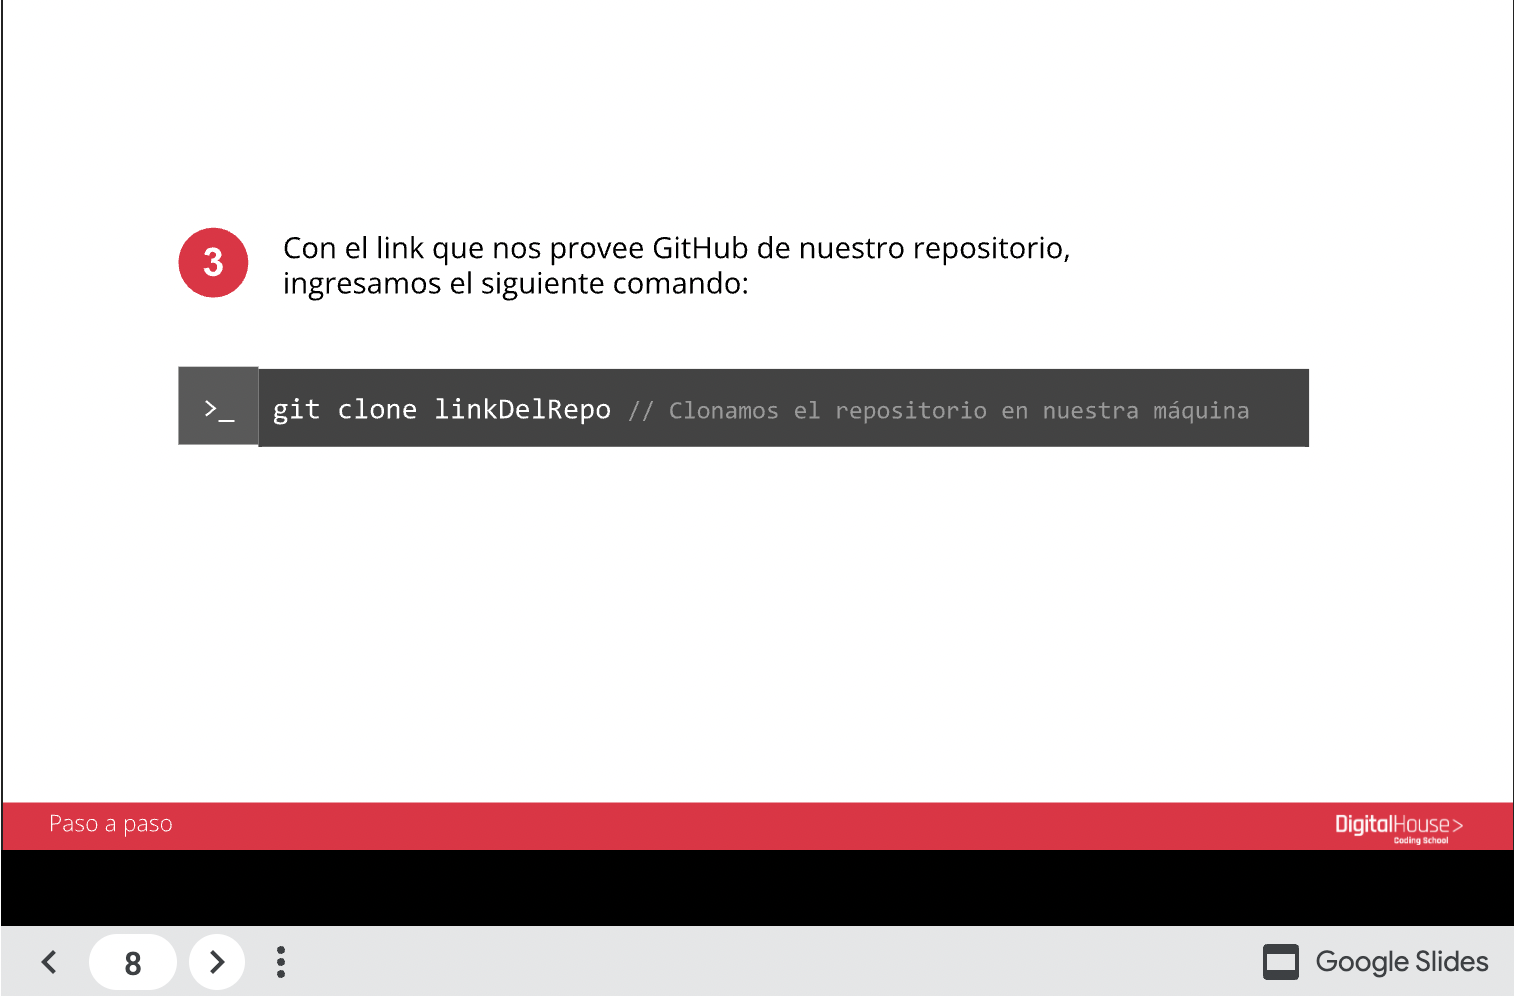 3
Con el link que nos provee GitHub de nuestro repositorio,
ingresamos el siguiente comando:
>_ git clone linkDelRepo // Clonamos el repositorio en nuestra máquina
Paso a paso
DigitalHouse>
Coding School
8
Google Slides